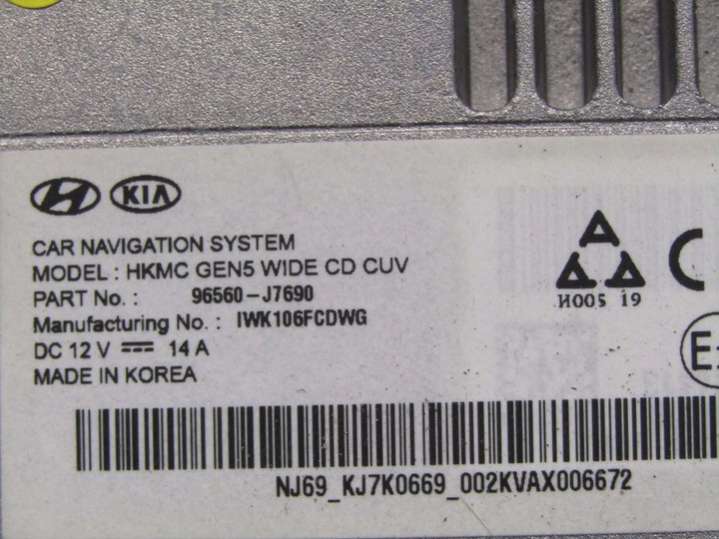 KIA
CAR NAVIGATION SYSTEM
MODEL : HKMC GEN5 WIDE CD CUV
PART No. : 96560-J7690
Manufacturing No. : IWK106FCDWG
DC 12 V ⎓ 14 A
MADE IN KOREA
A
H005 19
E
NJ69_KJ7K0669_002KVAX006672